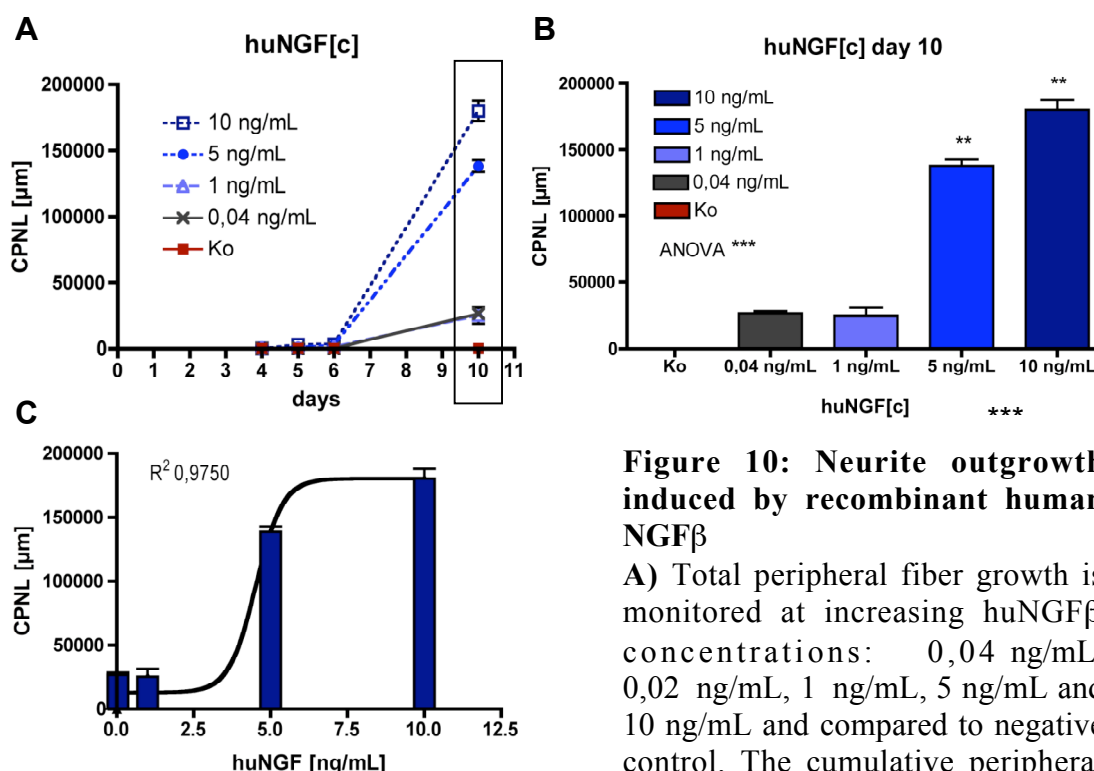 A
huNGF[c]
CPNL [µm]
200000
150000
100000
50000
0
10 ng/mL
5 ng/mL
1 ng/mL
0,04 ng/mL
Ko
0 1 2 3 4 5 6 7 8 9 10 11
days
B
huNGF[c] day 10
CPNL [µm]
200000
150000
100000
50000
0
10 ng/mL
5 ng/mL
1 ng/mL
0,04 ng/mL
Ko
ANOVA ***
**
**
Ko 0,04 ng/mL 1 ng/mL 5 ng/mL 10 ng/mL
huNGF[c] ***
C
CPNL [µm]
200000
150000
100000
50000
0
R² 0,9750
0.0 2.5 5.0 7.5 10.0 12.5
huNGF [ng/mL]
Figure 10: Neurite outgrowth
induced by recombinant human
NGFβ
A) Total peripheral fiber growth is
monitored at increasing huNGFβ
concentrations: 0,04 ng/mL
0,02 ng/mL, 1 ng/mL, 5 ng/mL and
10 ng/mL and compared to negative
control. The cumulative peripheral